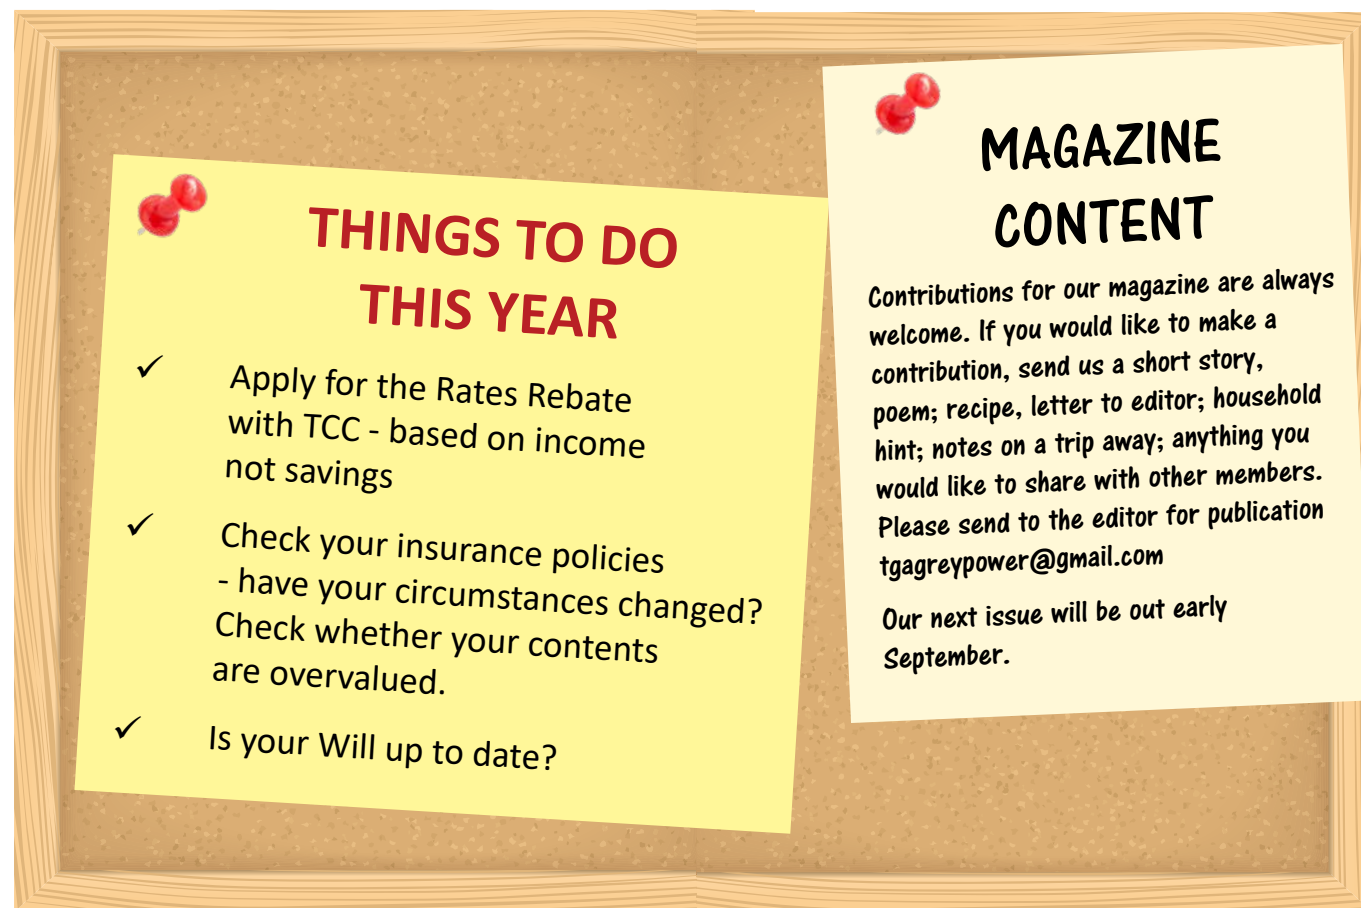 THINGS TO DO
THIS YEAR
✓ Apply for the Rates Rebate
with TCC - based on income
not savings
✓ Check your insurance policies
- have your circumstances changed?
Check whether your contents
are overvalued.
✓ Is your Will up to date?
MAGAZINE
CONTENT
Contributions for our magazine are always
welcome. If you would like to make a
contribution, send us a short story,
poem; recipe, letter to editor; household
hint; notes on a trip away; anything you
would like to share with other members.
Please send to the editor for publication
tgagreypower@gmail.com
Our next issue will be out early
September.